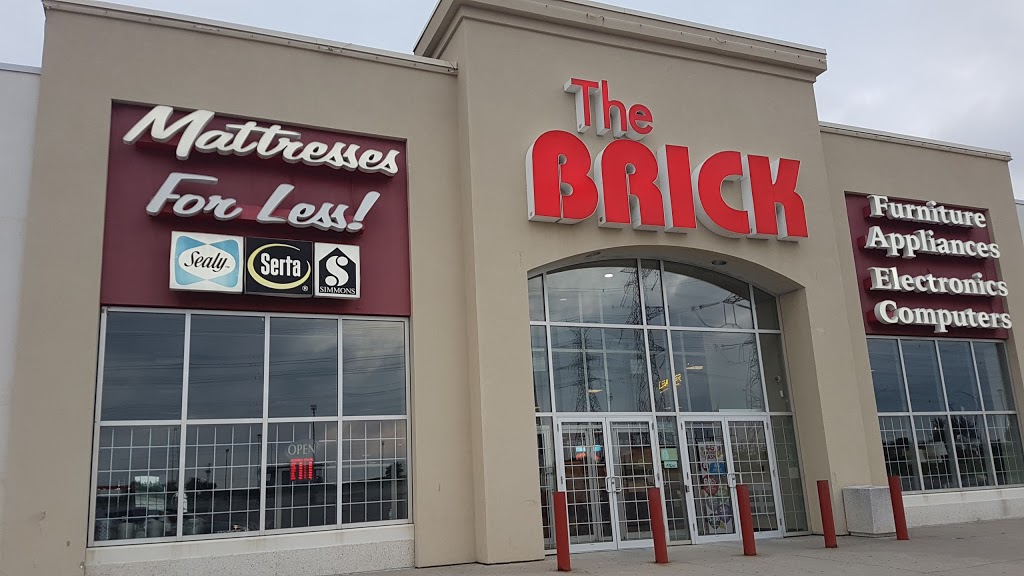 Mattresses
For Less!
Sealy
Serta
SIMMONS
The
BRICK
Furniture
Appliances
Electronics
Computers
OPEN